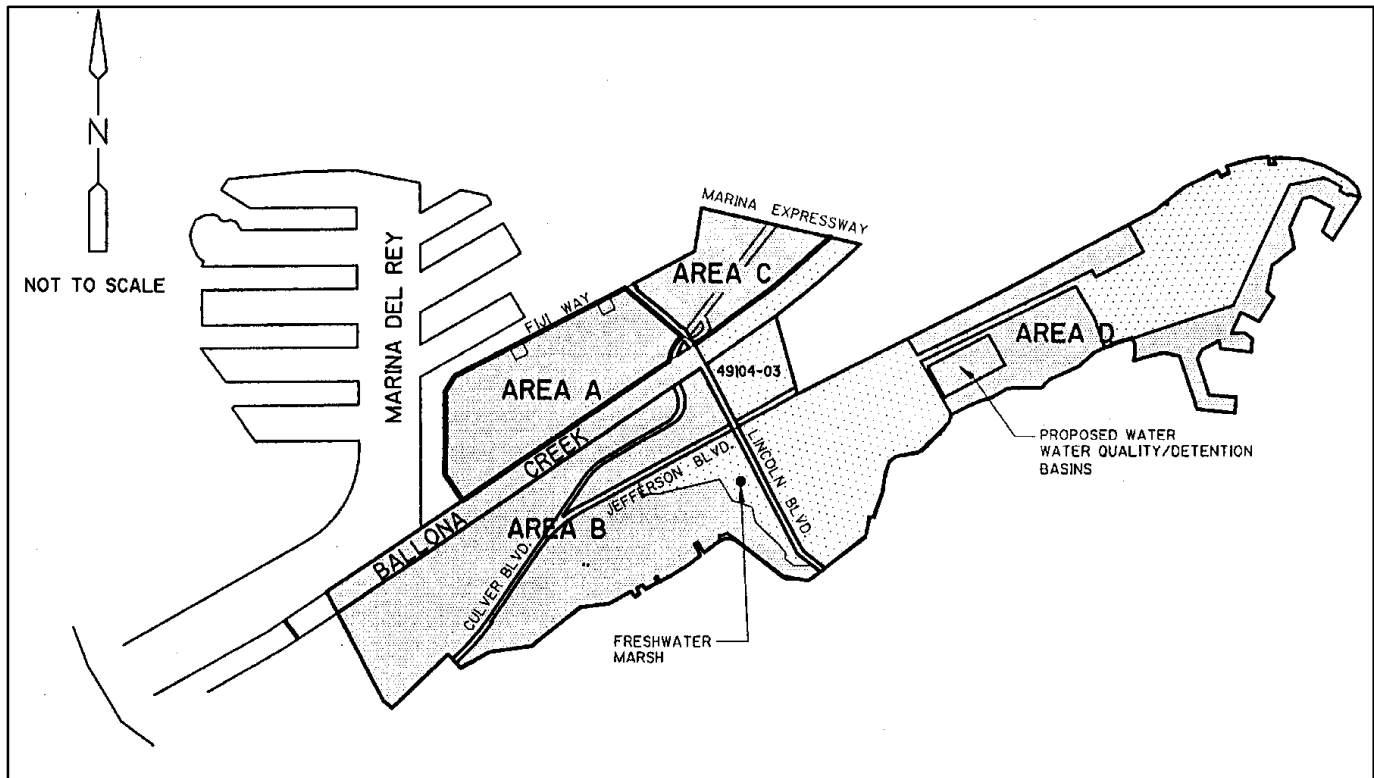 N
NOT TO SCALE
MARINA DEL REY
MARINA EXPRESSWAY
AREA C
FIJI WAY
AREA A
49104-03
AREA D
PROPOSED WATER
WATER QUALITY/DETENTION
BASINS
BALLONA CREEK
JEFFERSON BLVD.
LINCOLN BLVD.
AREA B
CULVER BLVD.
FRESHWATER
MARSH